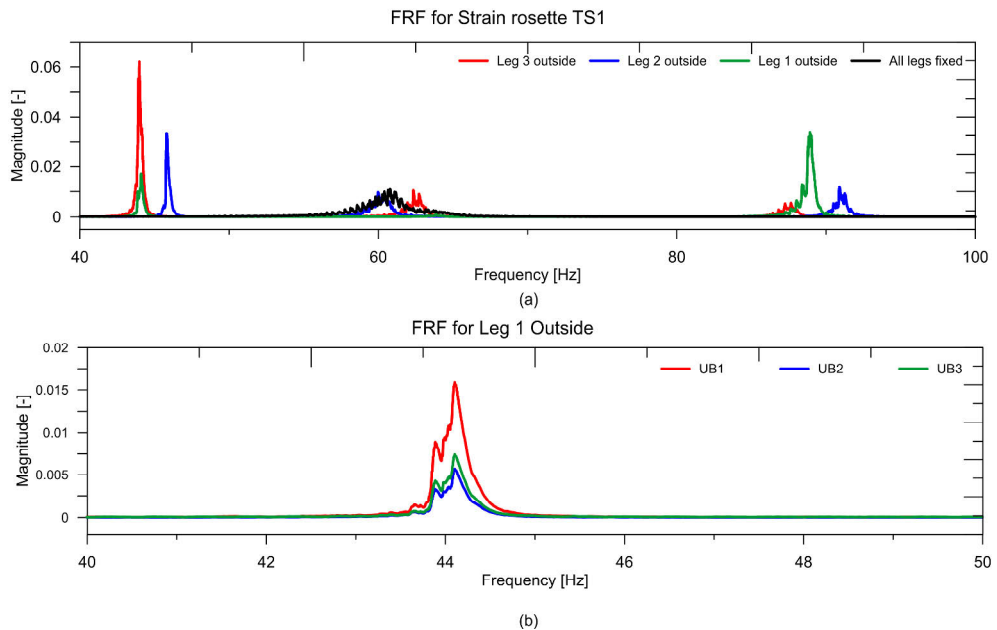 FRF for Strain rosette TS1
Leg 3 outside Leg 2 outside Leg 1 outside All legs fixed
Magnitude [-]
0.06
0.04
0.02
0
40 60 80 100
Frequency [Hz]
(a)
FRF for Leg 1 Outside
UB1 UB2 UB3
Magnitude [-]
0.02
0.015
0.01
0.005
0
40 42 44 46 48 50
Frequency [Hz]
(b)